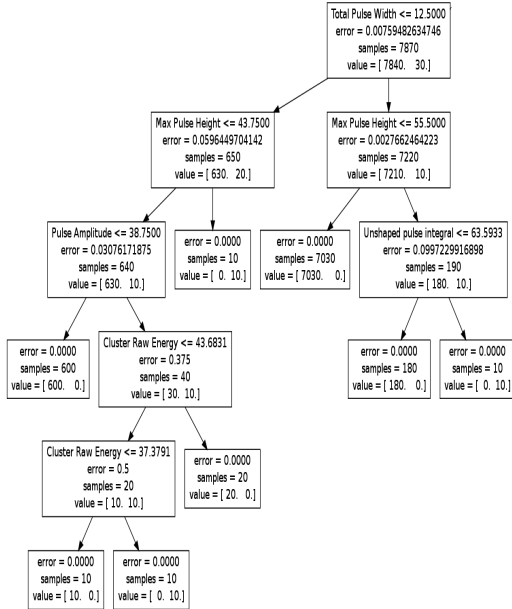 Total Pulse Width <= 12.5000
error = 0.00759482634746
samples = 7870
value = [ 7840. 30.]
Max Pulse Height <= 43.7500
error = 0.0596449704142
samples = 650
value = [ 630. 20.]
Max Pulse Height <= 55.5000
error = 0.0027662464223
samples = 7220
value = [ 7210. 10.]
Pulse Amplitude <= 38.7500
error = 0.03076171875
samples = 640
value = [ 630. 10.]
error = 0.0000
samples = 10
value = [ 0. 10.]
error = 0.0000
samples = 7030
value = [ 7030. 0.]
Unshaped pulse integral <= 63.5933
error = 0.0997229916898
samples = 190
value = [ 180. 10.]
error = 0.0000
samples = 600
value = [ 600. 0.]
Cluster Raw Energy <= 43.6831
error = 0.375
samples = 40
value = [ 30. 10.]
error = 0.0000
samples = 180
value = [ 180. 0.]
error = 0.0000
samples = 10
value = [ 0. 10.]
Cluster Raw Energy <= 37.3791
error = 0.5
samples = 20
value = [ 10. 10.]
error = 0.0000
samples = 20
value = [ 20. 0.]
error = 0.0000
samples = 10
value = [ 10. 0.]
error = 0.0000
samples = 10
value = [ 0. 10.]